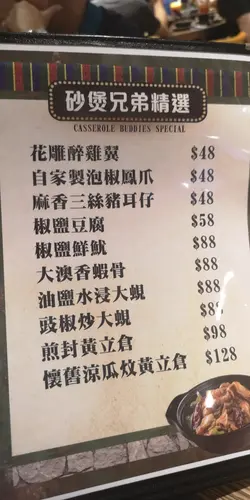 砂煲兄弟精選
CASSEROLE BUDDIES SPECIAL
花雕醉雞翼 $48
自家製泡椒鳳爪 $48
麻香三絲豬耳仔 $48
椒鹽豆腐 $58
椒鹽鮮魷 $88
大澳香蝦骨 $88
油鹽水浸大蜆 $88
豉椒炒大蜆 $88
煎封黃立倉 $98
懷舊涼瓜炆黃立倉 $128